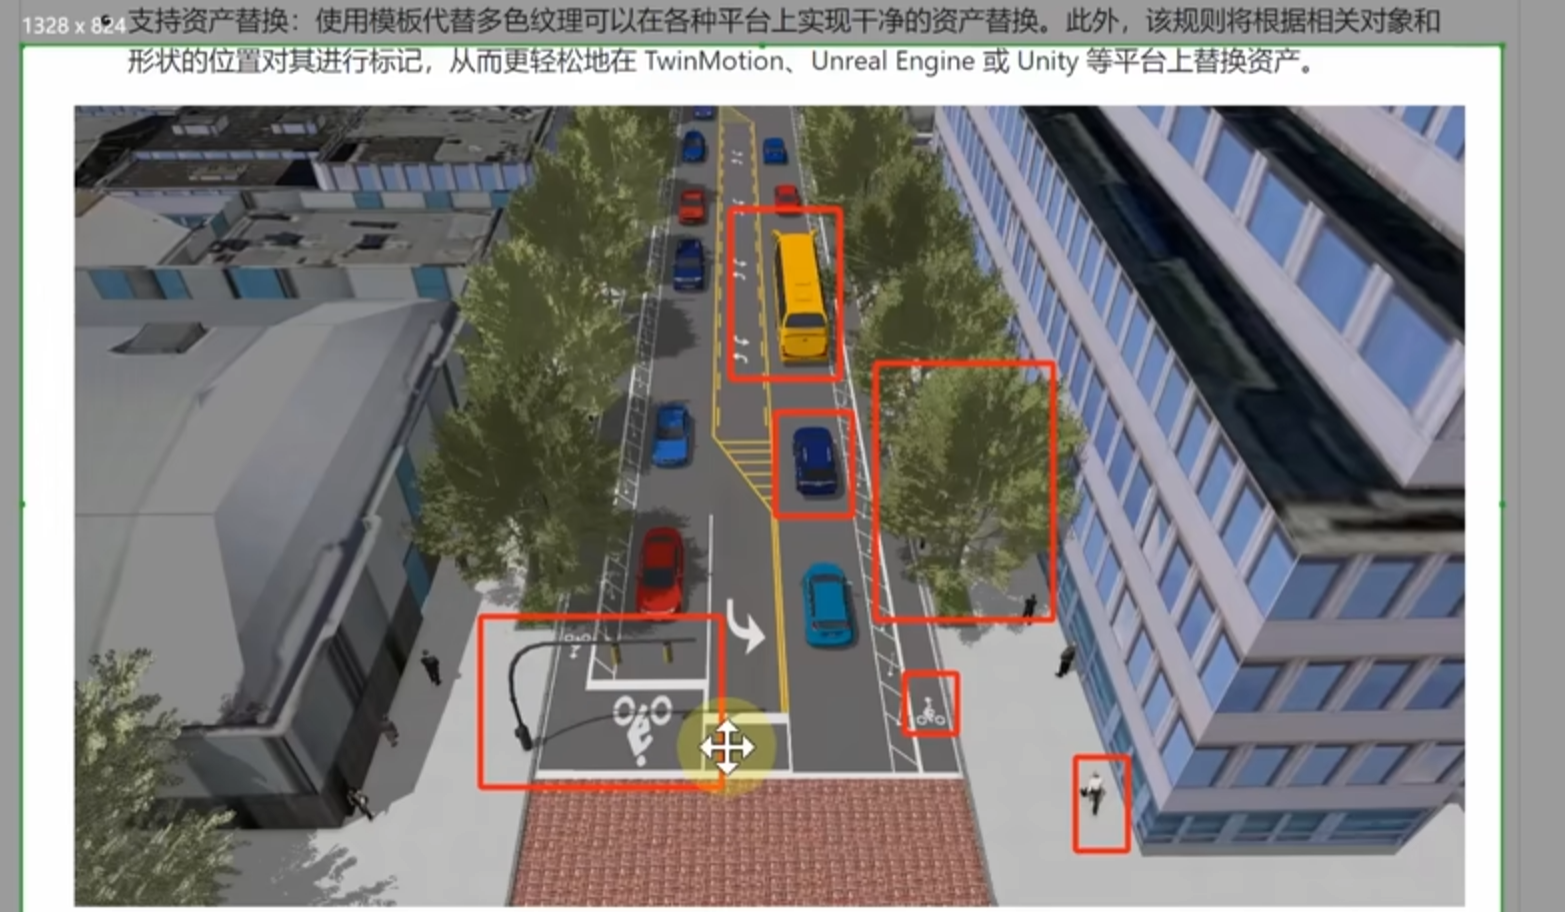 1328 x 824
支持资产替换：使用模板代替多色纹理可以在各种平台上实现干净的资产替换。此外，该规则将根据相关对象和
形状的位置对其进行标记，从而更轻松地在 TwinMotion、Unreal Engine 或 Unity 等平台上替换资产。